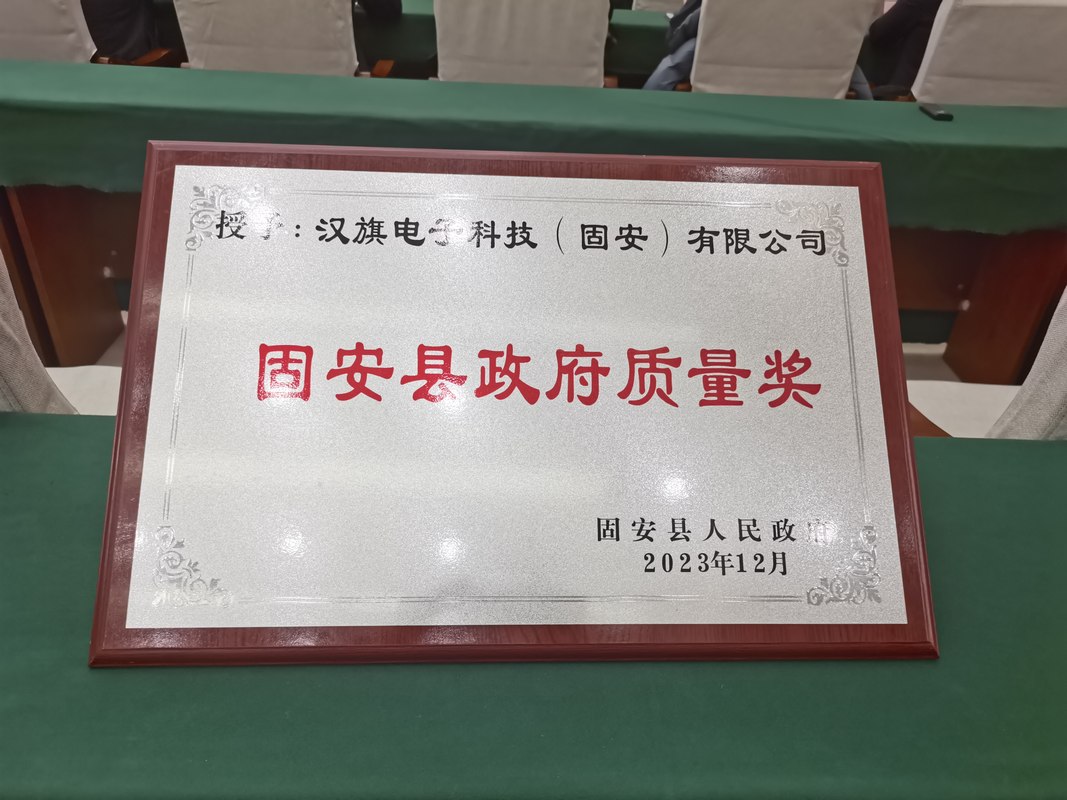 授予：汉旗电子科技（固安）有限公司
固安县政府质量奖
固安县人民政府
2023年12月